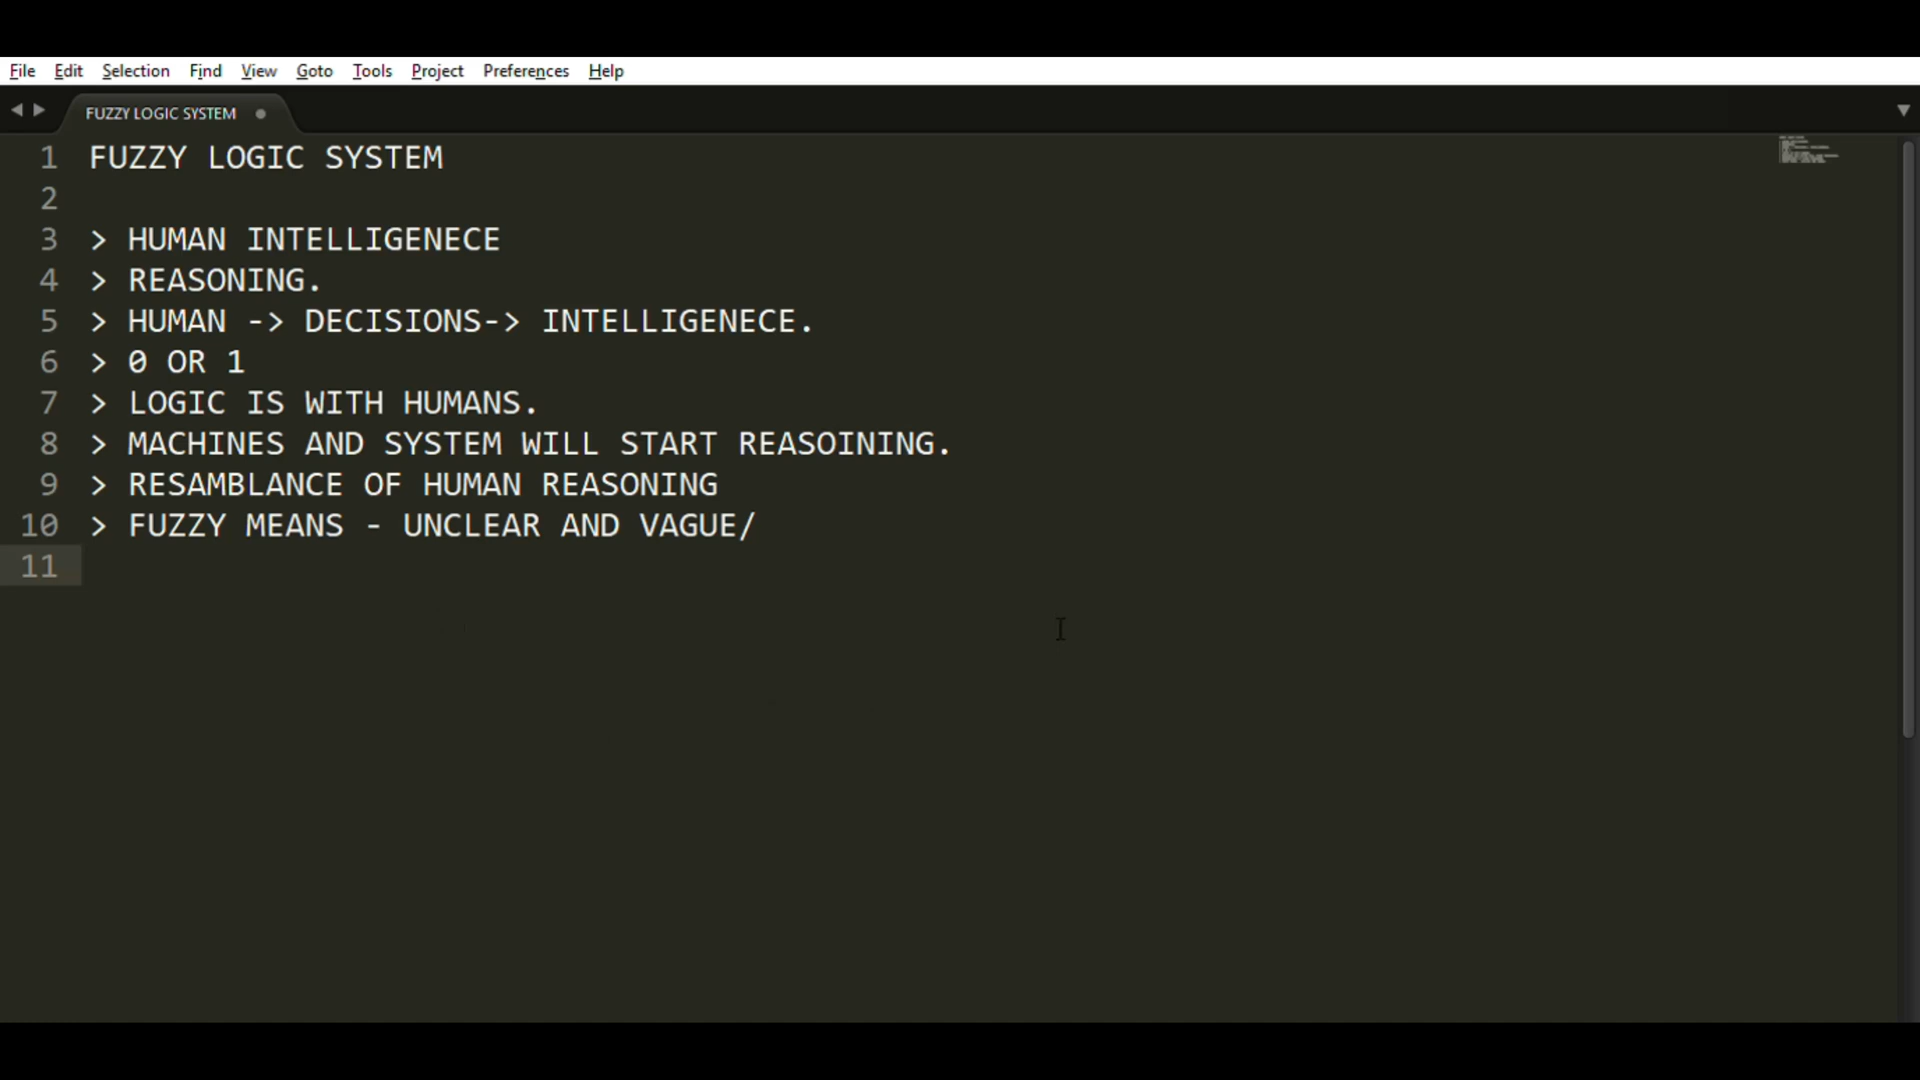 File Edit Selection Find View Goto Tools Project Preferences Help
FUZZY LOGIC SYSTEM
1 FUZZY LOGIC SYSTEM
2
3 > HUMAN INTELLIGENECE
4 > REASONING.
5 > HUMAN -> DECISIONS-> INTELLIGENECE.
6 > 0 OR 1
7 > LOGIC IS WITH HUMANS.
8 > MACHINES AND SYSTEM WILL START REASOINING.
9 > RESAMBLANCE OF HUMAN REASONING
10 > FUZZY MEANS - UNCLEAR AND VAGUE/
11